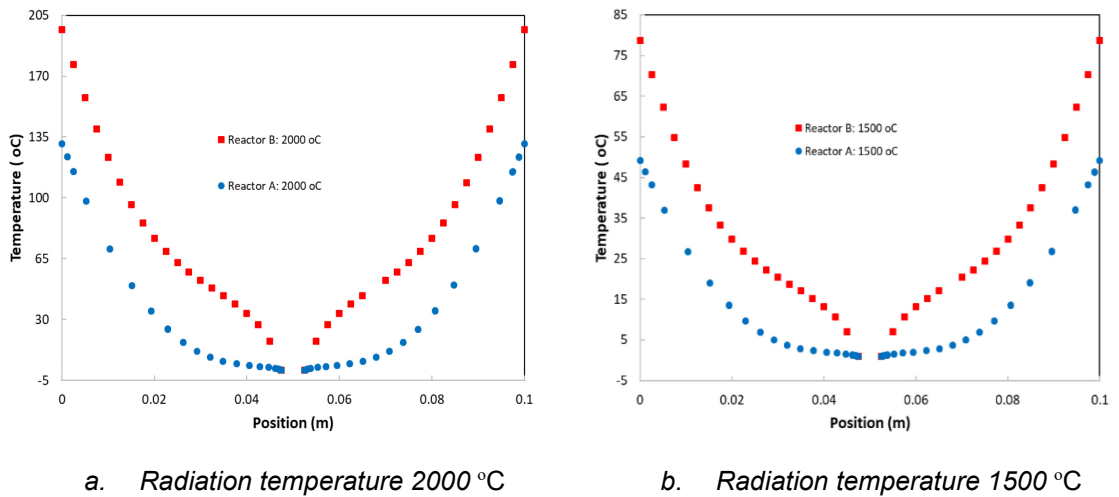 205
170
135
100
65
30
-5
Temperature ( oC)
Reactor B: 2000 oC
Reactor A: 2000 oC
0
0.02
0.04
0.06
0.08
0.1
Position (m)
a. Radiation temperature 2000 °C
85
75
65
55
45
35
25
15
5
-5
Temperature (oC)
Reactor B: 1500 oC
Reactor A: 1500 oC
0
0.02
0.04
0.06
0.08
0.1
Position (m)
b. Radiation temperature 1500 °C